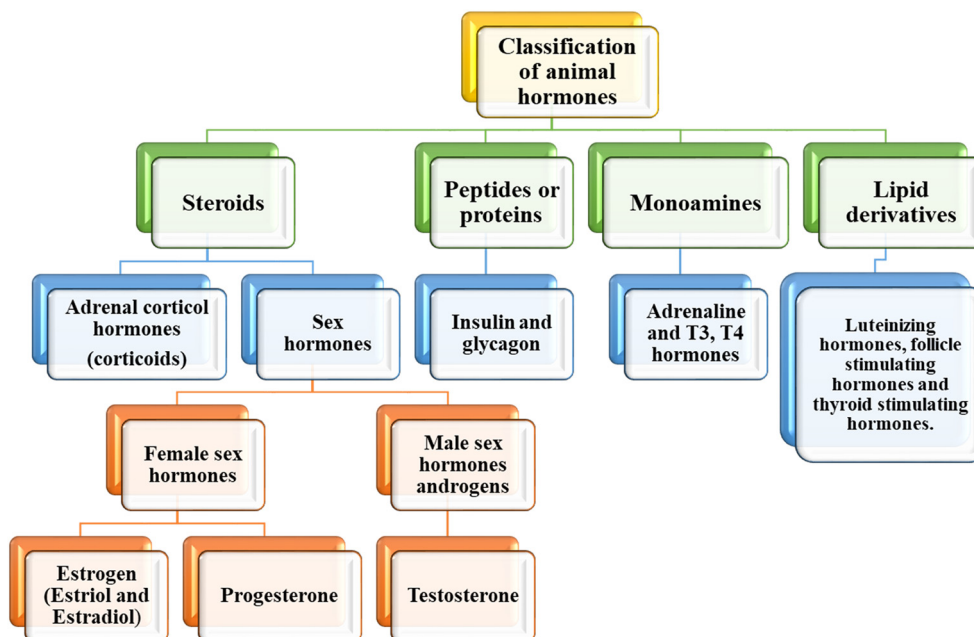 Classification
of animal
hormones
Steroids
Peptides or
proteins
Monoamines
Lipid
derivatives
Adrenal corticol
hormones
(corticoids)
Sex
hormones
Insulin and
glycagon
Adrenaline
and T3, T4
hormones
Luteinizing
hormones, follicle
stimulating
hormones and
thyroid stimulating
hormones.
Female sex
hormones
Male sex
hormones
androgens
Estrogen
(Estriol and
Estradiol)
Progesterone
Testosterone